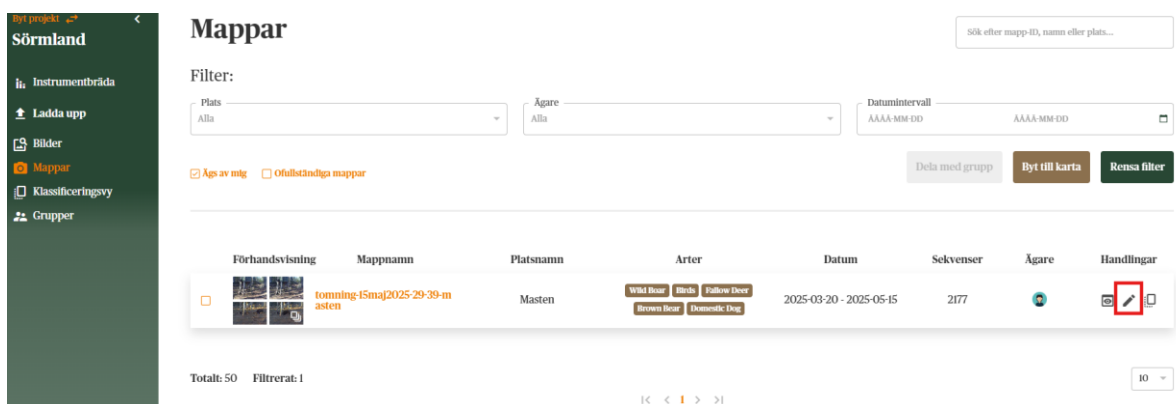 Byt projekt
Sörmland
Instrumentbräda
Ladda upp
Bilder
Mappar
Klassificeringsvy
Grupper
Mappar
Sök efter mapp-ID, namn eller plats...
Filter:
Plats
Alla
Ägare
Alla
Datumintervall
ÅÅÅÅ-MM-DD ÅÅÅÅ-MM-DD
Ägs av mig Ofullständiga mappar
Dela med grupp Byt till karta Rensa filter
Förhandsvisning Mappnamn Platsnamn Arter Datum Sekvenser Ägare Handlingar
tomning-15maj2025-29-39-m
asten
Masten
Wild Boar Birds Fallow Deer
Brown Bear Domestic Dog
2025-03-20 - 2025-05-15
2177
Totalt: 50 Filtrerat: 1
10
1